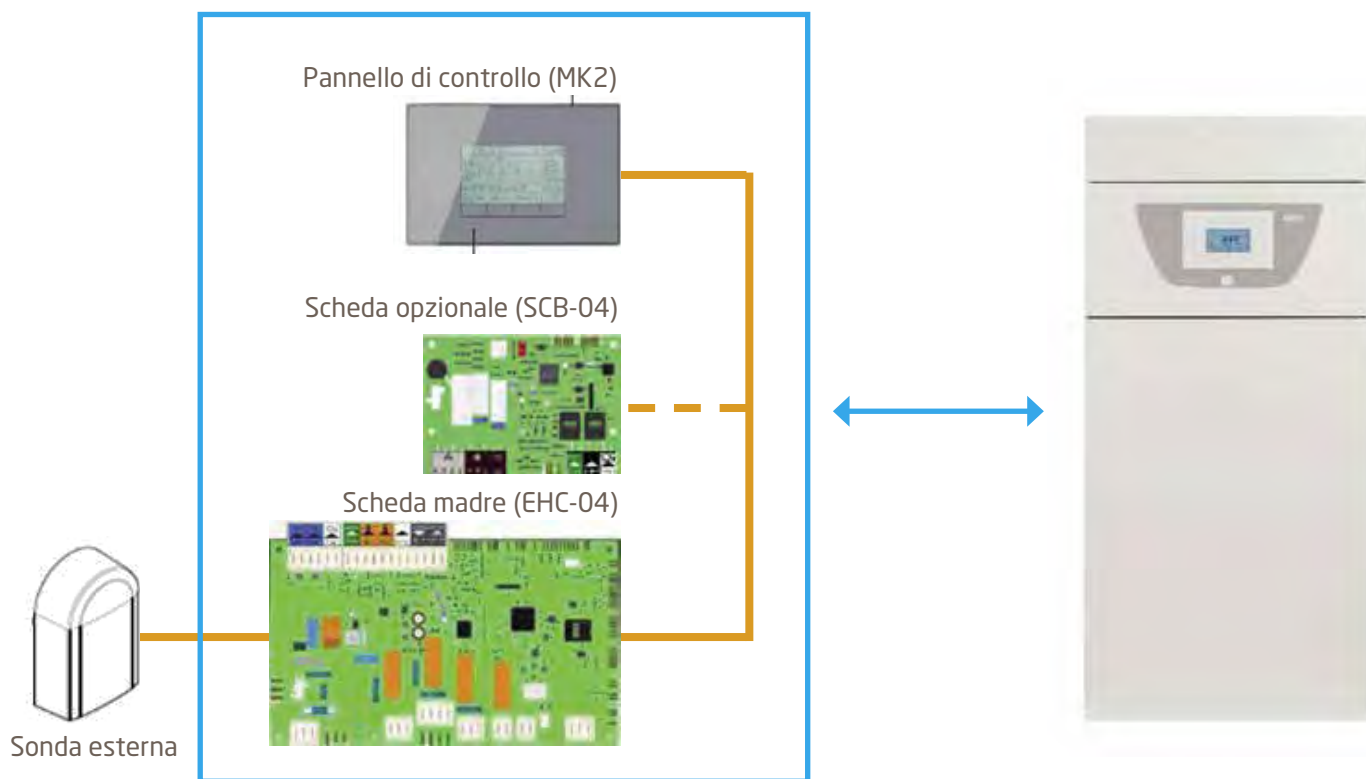 Pannello di controllo (MK2)
Scheda opzionale (SCB-04)
Scheda madre (EHC-04)
Sonda esterna